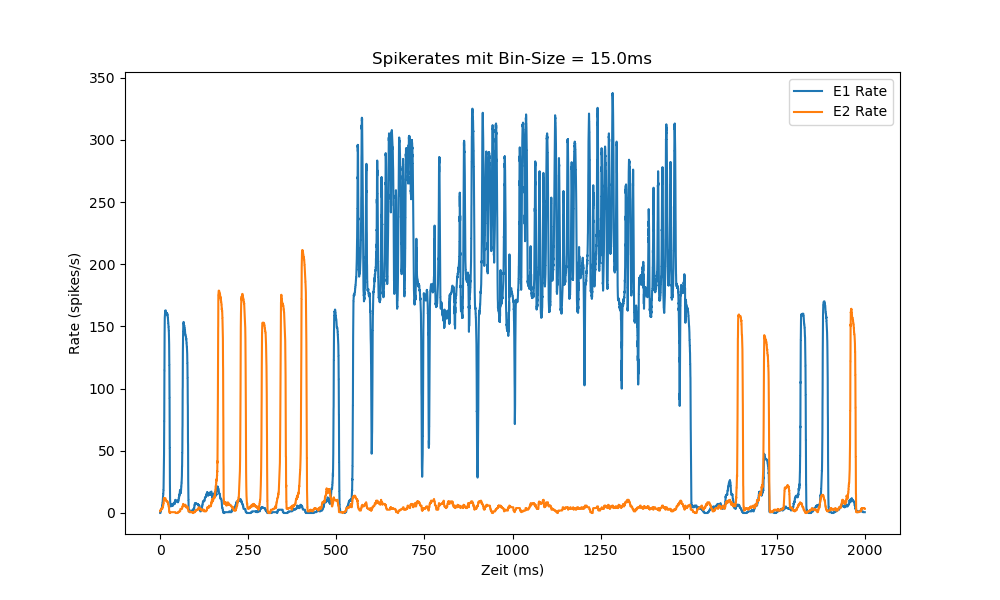 Spikerates mit Bin-Size = 15.0ms
E1 Rate
E2 Rate
Rate (spikes/s)
350
300
250
200
150
100
50
0
0 250 500 750 1000 1250 1500 1750 2000
Zeit (ms)